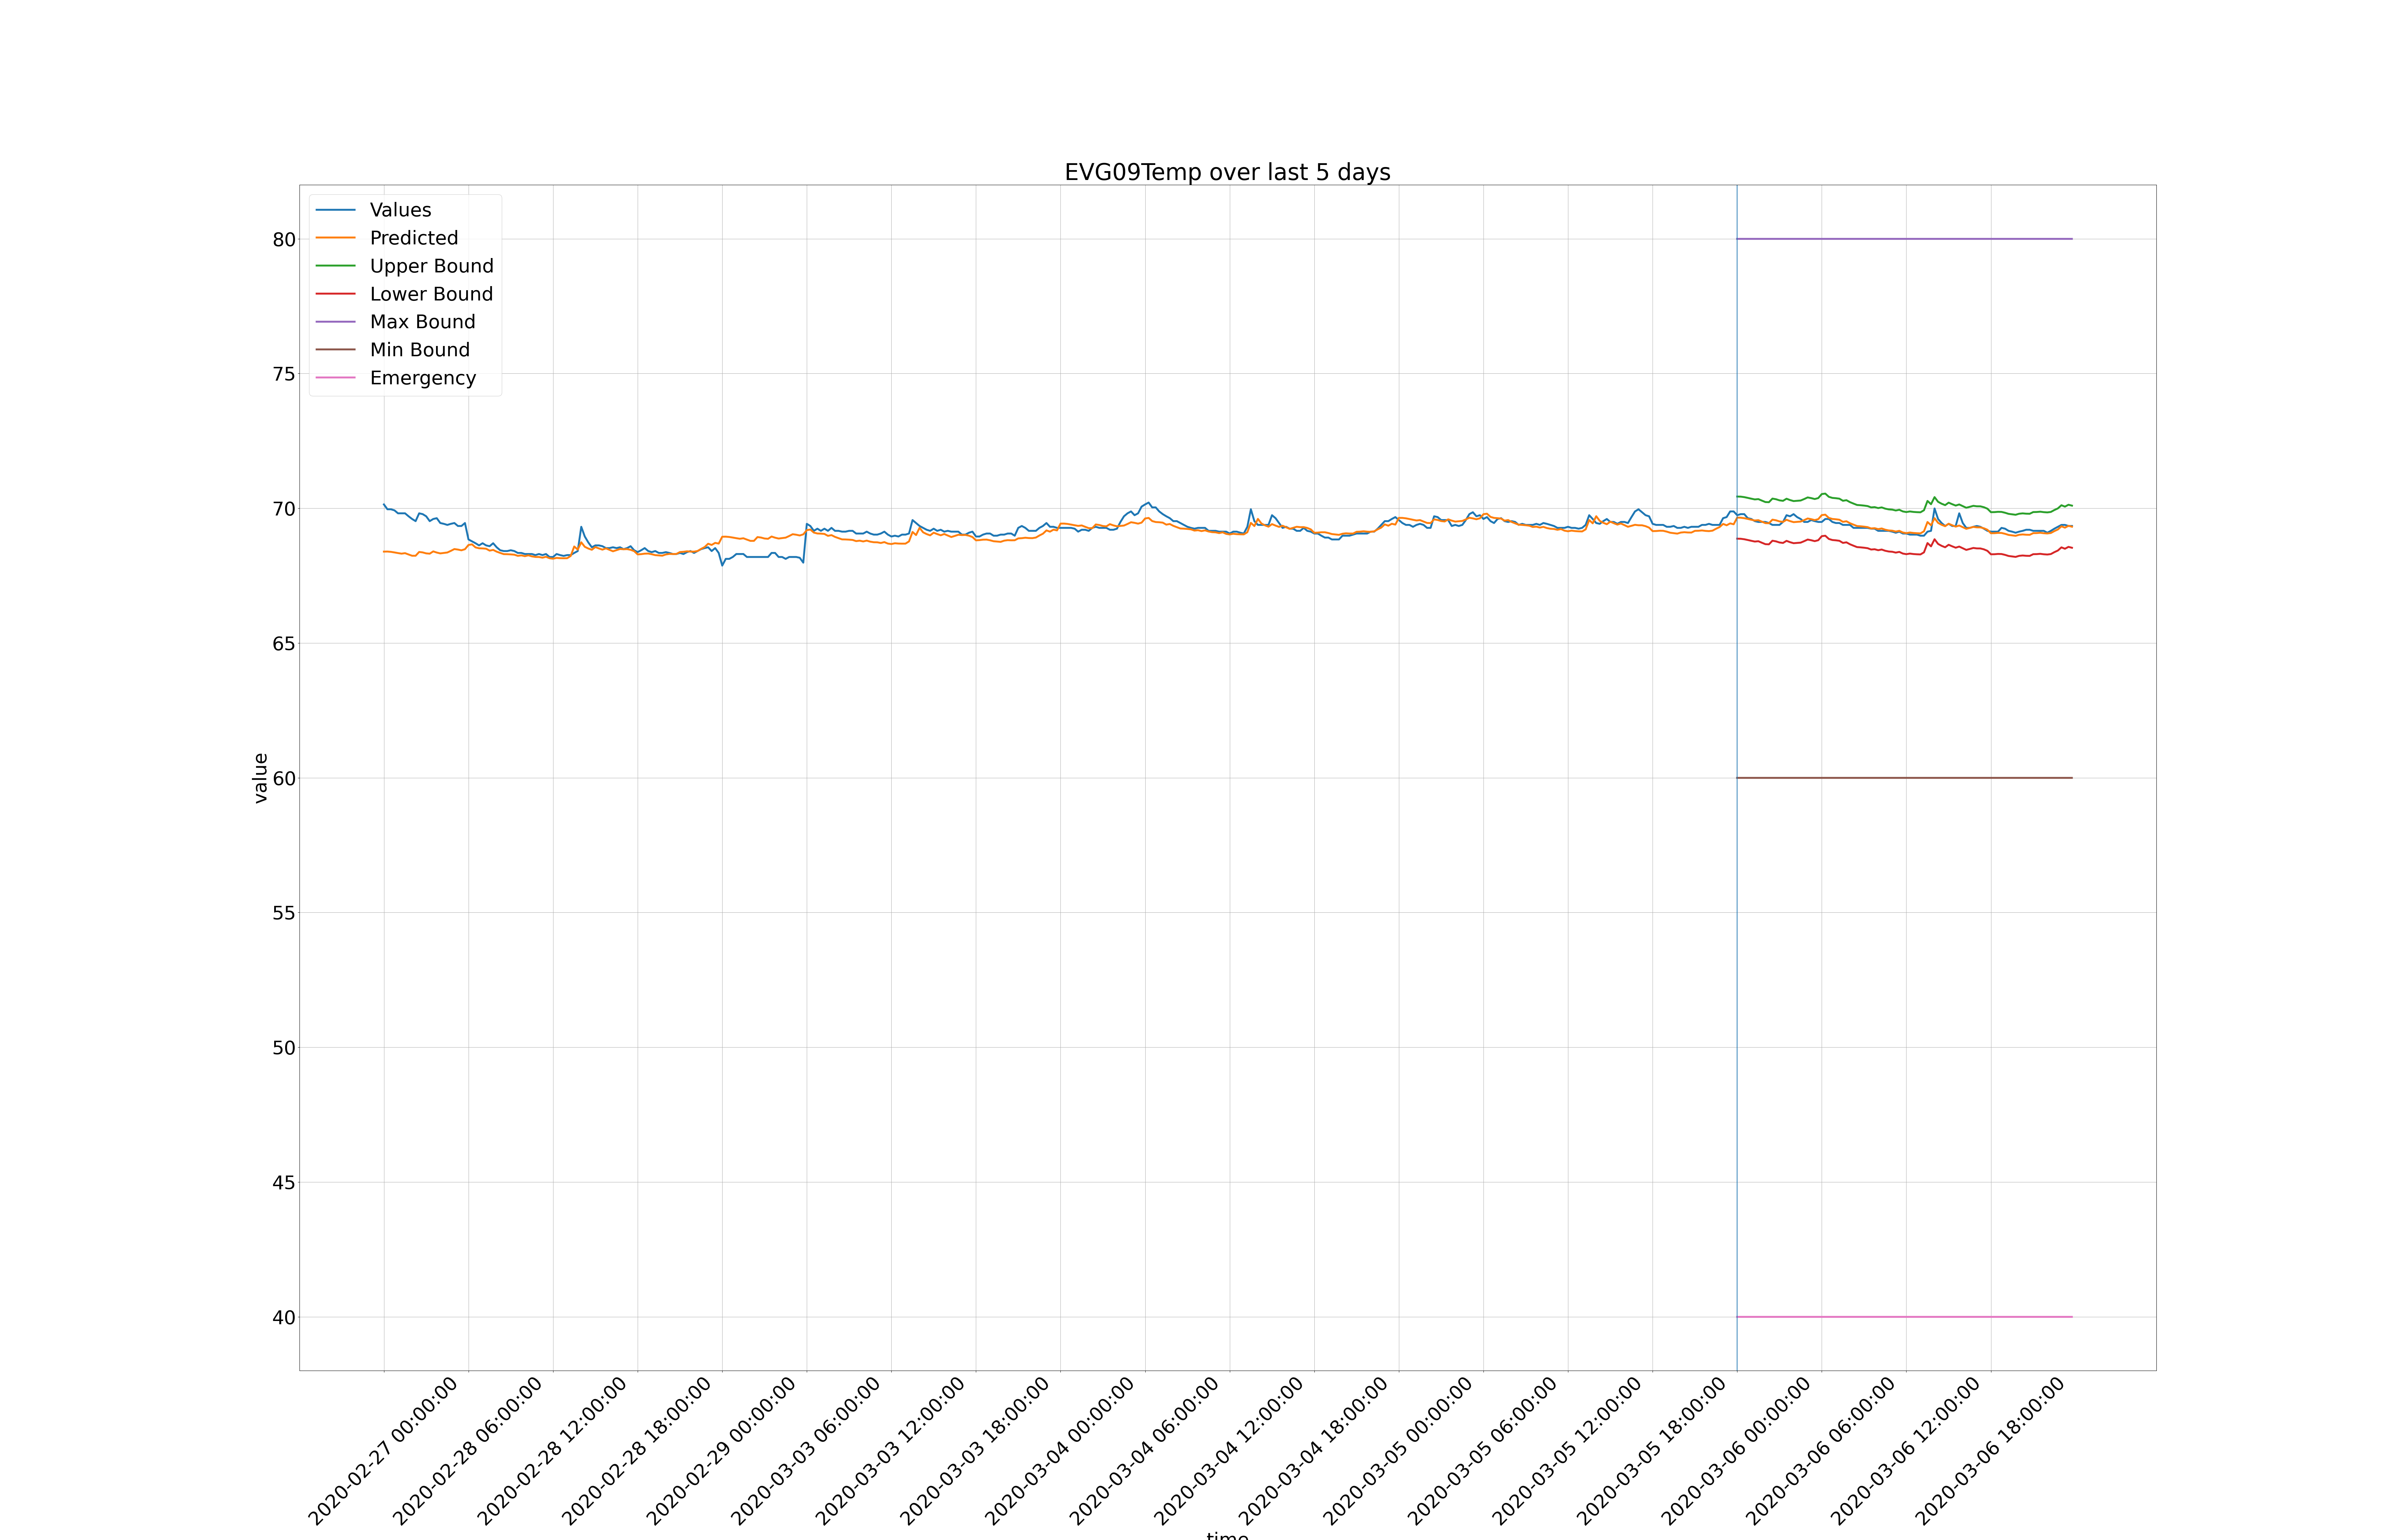 EVG09Temp over last 5 days
Values
Predicted
Upper Bound
Lower Bound
Max Bound
Min Bound
Emergency
80
75
70
65
60
55
50
45
40
value
2020-02-27 00:00:00
2020-02-28 06:00:00
2020-02-28 12:00:00
2020-02-28 18:00:00
2020-02-29 00:00:00
2020-03-03 06:00:00
2020-03-03 12:00:00
2020-03-03 18:00:00
2020-03-04 00:00:00
2020-03-04 06:00:00
2020-03-04 12:00:00
2020-03-04 18:00:00
2020-03-05 00:00:00
2020-03-05 06:00:00
2020-03-05 12:00:00
2020-03-05 18:00:00
2020-03-06 00:00:00
2020-03-06 06:00:00
2020-03-06 12:00:00
2020-03-06 18:00:00
time